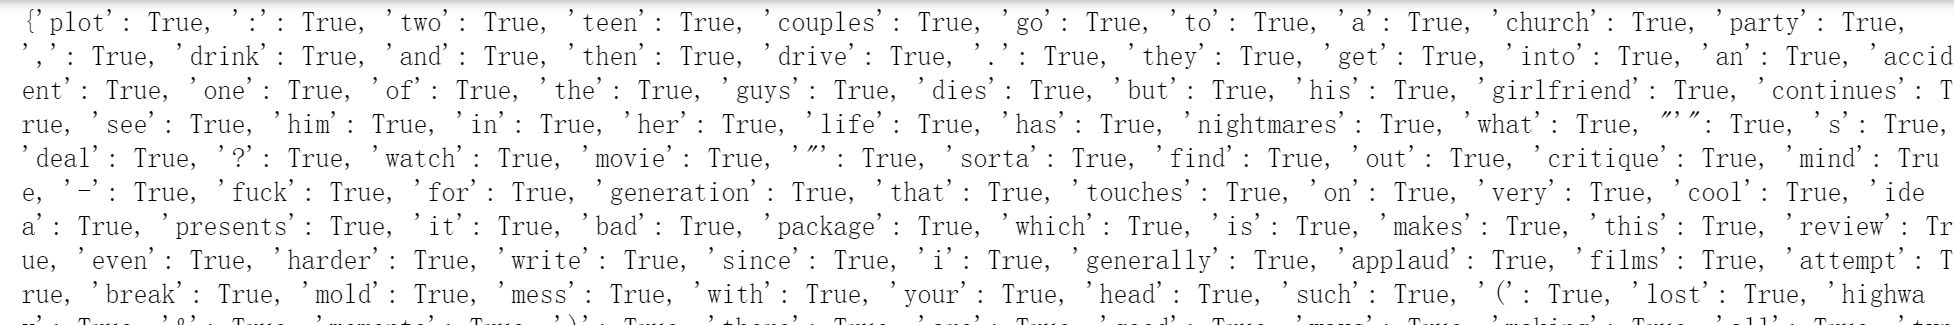 {'plot': True, ':': True, 'two': True, 'teen': True, 'couples': True, 'go': True, 'to': True, 'a': True, 'church': True, 'party': True,
',': True, 'drink': True, 'and': True, 'then': True, 'drive': True, '.': True, 'they': True, 'get': True, 'into': True, 'an': True, 'accid
ent': True, 'one': True, 'of': True, 'the': True, 'guys': True, 'dies': True, 'but': True, 'his': True, 'girlfriend': True, 'continues': T
rue, 'see': True, 'him': True, 'in': True, 'her': True, 'life': True, 'has': True, 'nightmares': True, 'what': True, "'": True, 's': True,
'deal': True, '?': True, 'watch': True, 'movie': True, '"': True, 'sorta': True, 'find': True, 'out': True, 'critique': True, 'mind': Tru
e, '-': True, 'fuck': True, 'for': True, 'generation': True, 'that': True, 'touches': True, 'on': True, 'very': True, 'cool': True, 'ide
a': True, 'presents': True, 'it': True, 'bad': True, 'package': True, 'which': True, 'is': True, 'makes': True, 'this': True, 'review': Tr
ue, 'even': True, 'harder': True, 'write': True, 'since': True, 'i': True, 'generally': True, 'applaud': True, 'films': True, 'attempt': T
rue, 'break': True, 'mold': True, 'mess': True, 'with': True, 'your': True, 'head': True, 'such': True, '(': True, 'lost': True, 'highwa